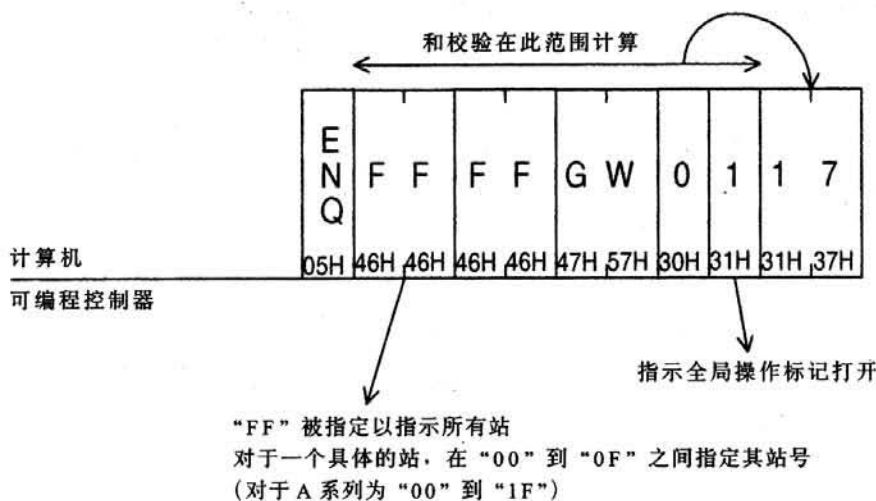 和校验在此范围计算
ENQ F F F F G W 0 1 1 7
计算机 05H 46H 46H 46H 46H 47H 57H 30H 31H 31H 37H
可编程控制器
指示全局操作标记打开
“FF”被指定以指示所有站
对于一个具体的站，在“00”到“0F”之间指定其站号
(对于 A 系列为“00”到“1F”)